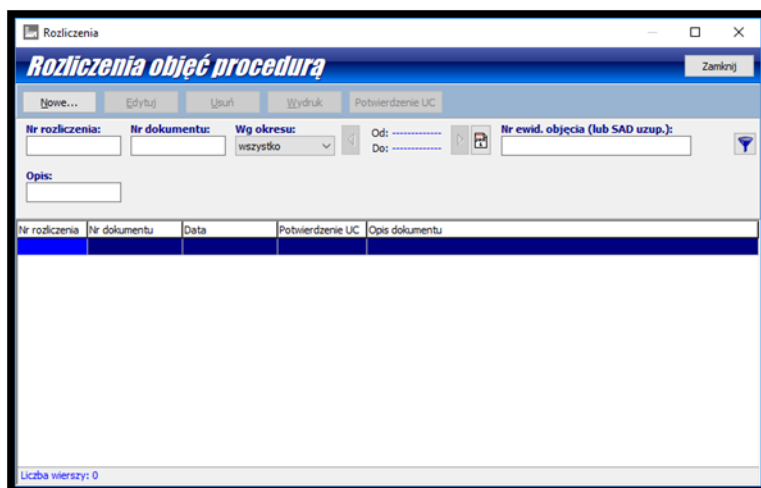 Rozliczenia
Rozliczenia objęć procedurą
Zamknij
Nowe... Edytuj Usuń Wydruk Potwierdzenie UC
Nr rozliczenia: Nr dokumentu: Wg okresu: Od: ------------- Nr ewid. objęcia (lub SAD uzup.):
wszystko Do: -------------
Opis:
Nr rozliczenia Nr dokumentu Data Potwierdzenie UC Opis dokumentu
Liczba wierszy: 0